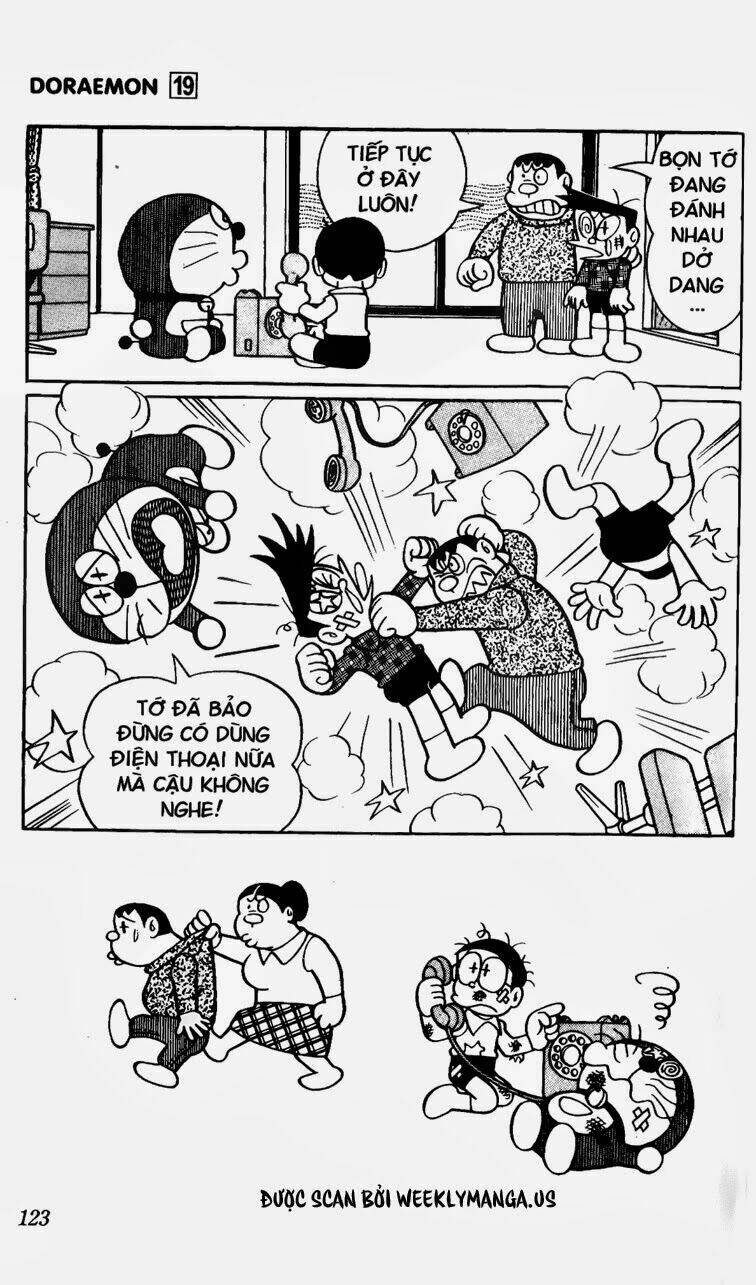 DORAEMON 19
TIẾP TỤC
Ở ĐÂY
LUÔN!
BỌN TỚ
ĐANG
ĐÁNH
NHAU
DỞ
DANG
...
TỚ ĐÃ BẢO
ĐỪNG CÓ DÙNG
ĐIỆN THOẠI NỮA
MÀ CẬU KHÔNG
NGHE!
ĐƯỢC SCAN BỞI WEEKLYMANGA.US
123